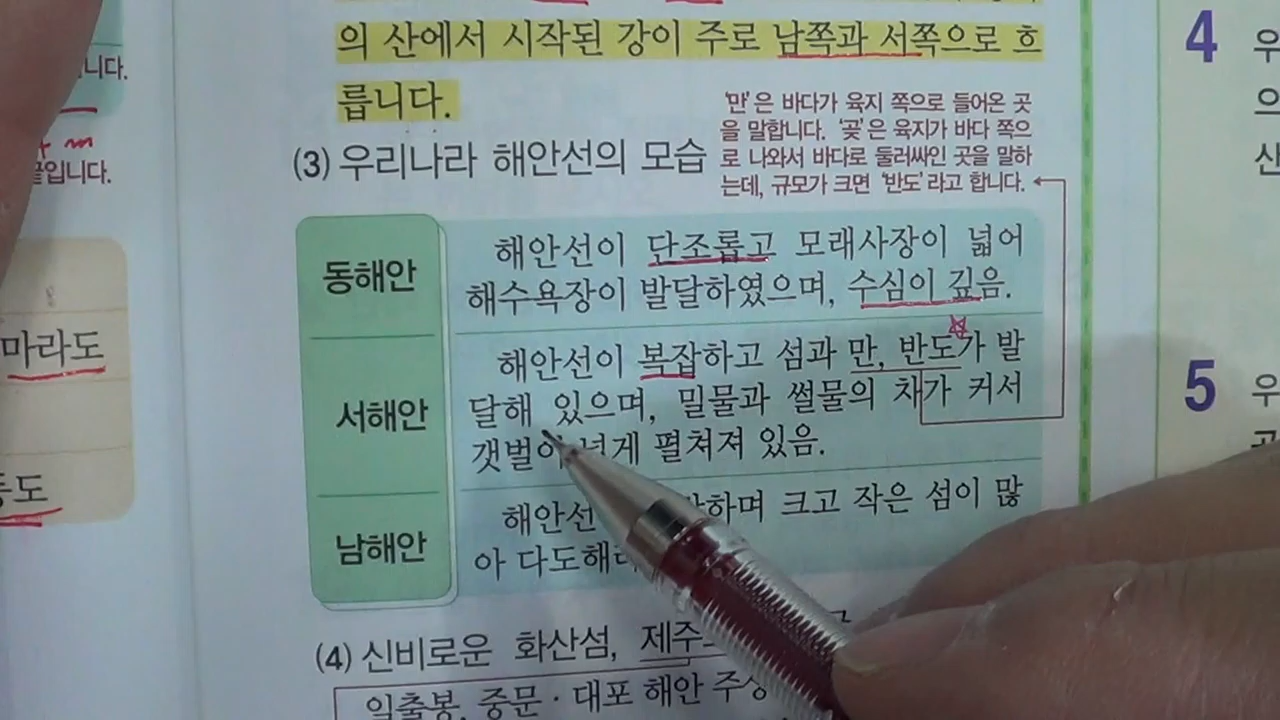 의 산에서 시작된 강이 주로 남쪽과 서쪽으로 흐
릅니다.
'만'은 바다가 육지 쪽으로 들어온 곳
을 말합니다. '곶'은 육지가 바다 쪽으
로 나와서 바다로 둘러싸인 곳을 말하
는데, 규모가 크면 '반도'라고 합니다.
(3) 우리나라 해안선의 모습
동해안
해안선이 단조롭고 모래사장이 넓어
해수욕장이 발달하였으며, 수심이 깊음.
서해안
해안선이 복잡하고 섬과 만, 반도가 발
달해 있으며, 밀물과 썰물의 차가 커서
갯벌이 넓게 펼쳐져 있음.
남해안
해안선 하며 크고 작은 섬이 많
아 다도해
(4) 신비로운 화산섬, 제주
일출봉, 중문·대포 해안 주상
니다.
끝입니다.
마라도
4
우
의
산
5
우